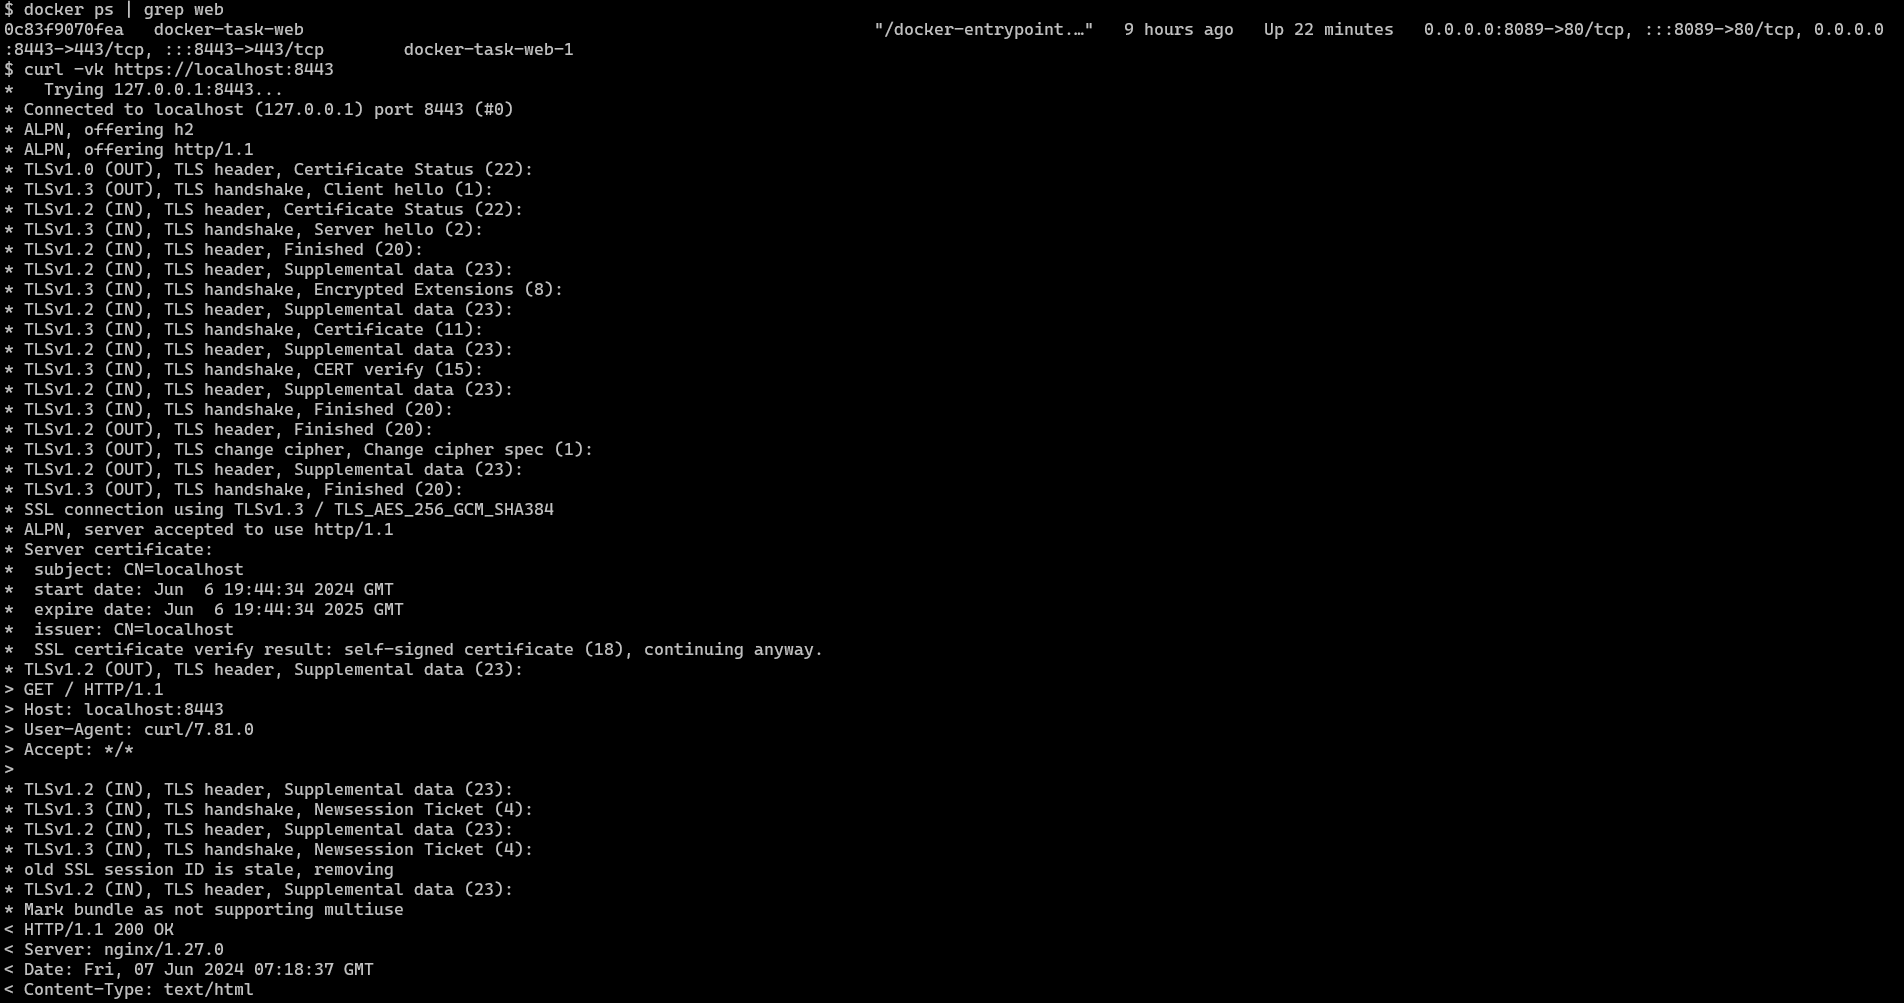 $ docker ps | grep web
0c83f9070fea   docker-task-web                                                         "/docker-entrypoint.…"   9 hours ago   Up 22 minutes   0.0.0.0:8089->80/tcp, :::8089->80/tcp, 0.0.0.0
:8443->443/tcp, :::8443->443/tcp        docker-task-web-1
$ curl -vk https://localhost:8443
*   Trying 127.0.0.1:8443...
* Connected to localhost (127.0.0.1) port 8443 (#0)
* ALPN, offering h2
* ALPN, offering http/1.1
* TLSv1.0 (OUT), TLS header, Certificate Status (22):
* TLSv1.3 (OUT), TLS handshake, Client hello (1):
* TLSv1.2 (IN), TLS header, Certificate Status (22):
* TLSv1.3 (IN), TLS handshake, Server hello (2):
* TLSv1.2 (IN), TLS header, Finished (20):
* TLSv1.2 (IN), TLS header, Supplemental data (23):
* TLSv1.3 (IN), TLS handshake, Encrypted Extensions (8):
* TLSv1.2 (IN), TLS header, Supplemental data (23):
* TLSv1.3 (IN), TLS handshake, Certificate (11):
* TLSv1.2 (IN), TLS header, Supplemental data (23):
* TLSv1.3 (IN), TLS handshake, CERT verify (15):
* TLSv1.2 (IN), TLS header, Supplemental data (23):
* TLSv1.3 (IN), TLS handshake, Finished (20):
* TLSv1.2 (OUT), TLS header, Finished (20):
* TLSv1.3 (OUT), TLS change cipher, Change cipher spec (1):
* TLSv1.2 (OUT), TLS header, Supplemental data (23):
* TLSv1.3 (OUT), TLS handshake, Finished (20):
* SSL connection using TLSv1.3 / TLS_AES_256_GCM_SHA384
* ALPN, server accepted to use http/1.1
* Server certificate:
*  subject: CN=localhost
*  start date: Jun  6 19:44:34 2024 GMT
*  expire date: Jun  6 19:44:34 2025 GMT
*  issuer: CN=localhost
*  SSL certificate verify result: self-signed certificate (18), continuing anyway.
* TLSv1.2 (OUT), TLS header, Supplemental data (23):
> GET / HTTP/1.1
> Host: localhost:8443
> User-Agent: curl/7.81.0
> Accept: */*
>
* TLSv1.2 (IN), TLS header, Supplemental data (23):
* TLSv1.3 (IN), TLS handshake, Newsession Ticket (4):
* TLSv1.2 (IN), TLS header, Supplemental data (23):
* TLSv1.3 (IN), TLS handshake, Newsession Ticket (4):
* old SSL session ID is stale, removing
* TLSv1.2 (IN), TLS header, Supplemental data (23):
* Mark bundle as not supporting multiuse
< HTTP/1.1 200 OK
< Server: nginx/1.27.0
< Date: Fri, 07 Jun 2024 07:18:37 GMT
< Content-Type: text/html